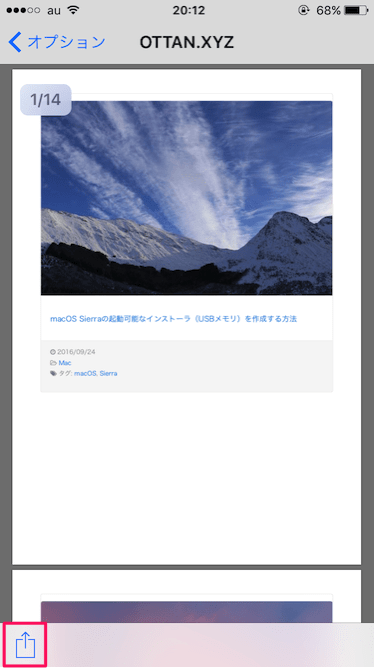 au 20:12 68%
オプション OTTAN.XYZ
1/14
macOS Sierraの起動可能なインストーラ（USBメモリ）を作成する方法
2016/09/24
Mac
タグ: macOS, Sierra